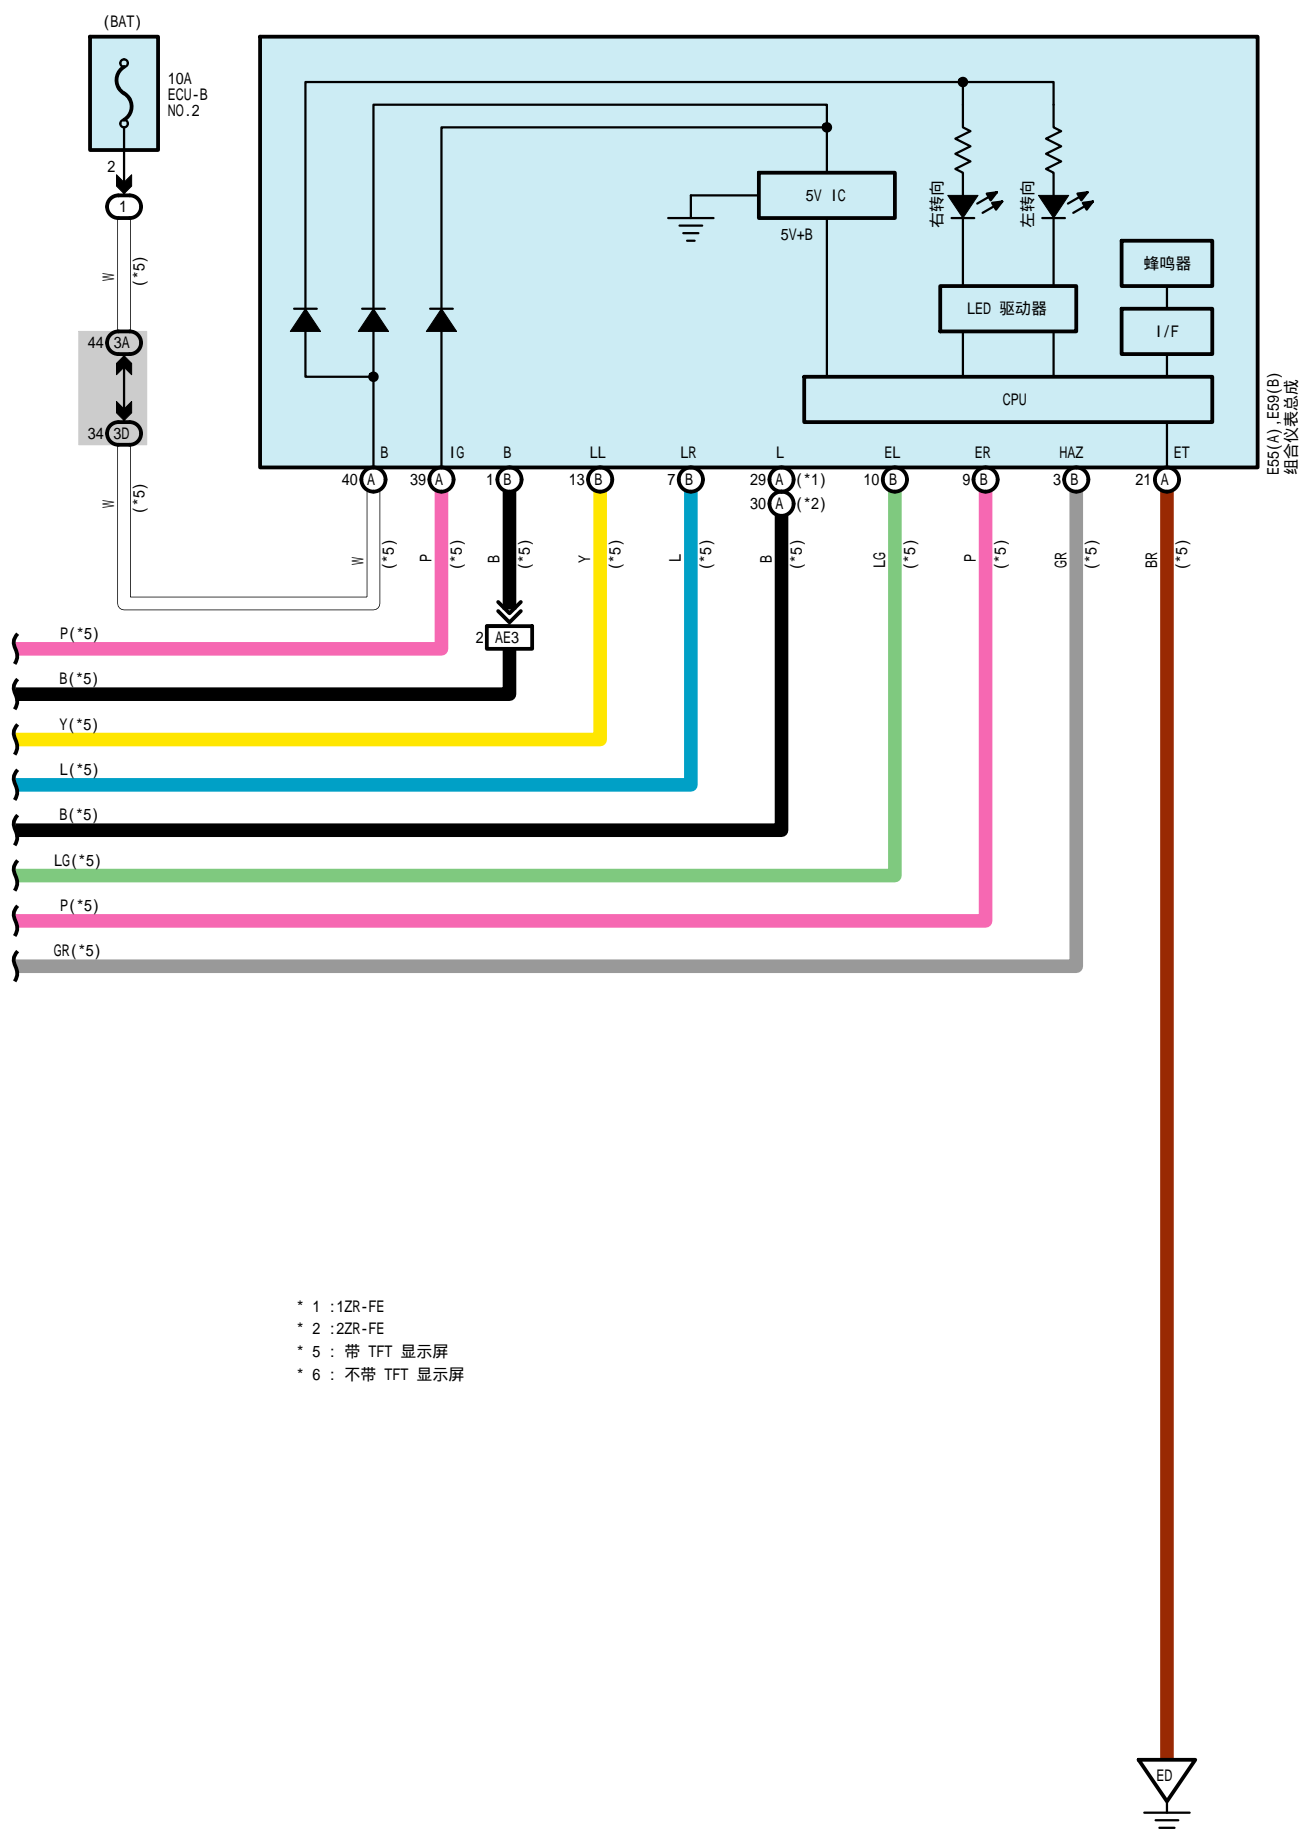 (BAT)
10A
ECU-B
NO.2
2
1
W
(*5)
44
3A
34
3D
W
(*5)
右转向
左转向
5V IC
5V+B
蜂鸣器
LED 驱动器
I/F
CPU
E55(A),E59(B)
组合仪表总成
B
IG
B
LL
LR
L
EL
ER
HAZ
ET
40 A
39 A
1 B
13 B
7 B
29 A (*1)
30 A (*2)
10 B
9 B
3 B
21 A
W
(*5)
P
(*5)
B
(*5)
Y
(*5)
L
(*5)
B
(*5)
LG
(*5)
P
(*5)
GR
(*5)
BR
(*5)
2 AE3
P(*5)
B(*5)
Y(*5)
L(*5)
B(*5)
LG(*5)
P(*5)
GR(*5)
* 1 :1ZR-FE
* 2 :2ZR-FE
* 5 : 带 TFT 显示屏
* 6 : 不带 TFT 显示屏
ED